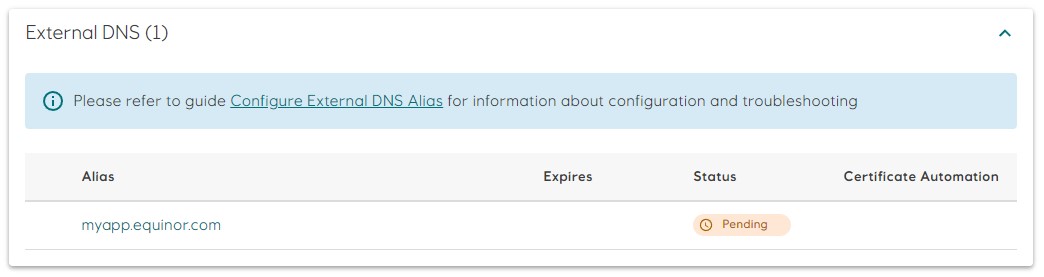 External DNS (1)
Please refer to guide Configure External DNS Alias for information about configuration and troubleshooting
Alias Expires Status Certificate Automation
myapp.equinor.com Pending